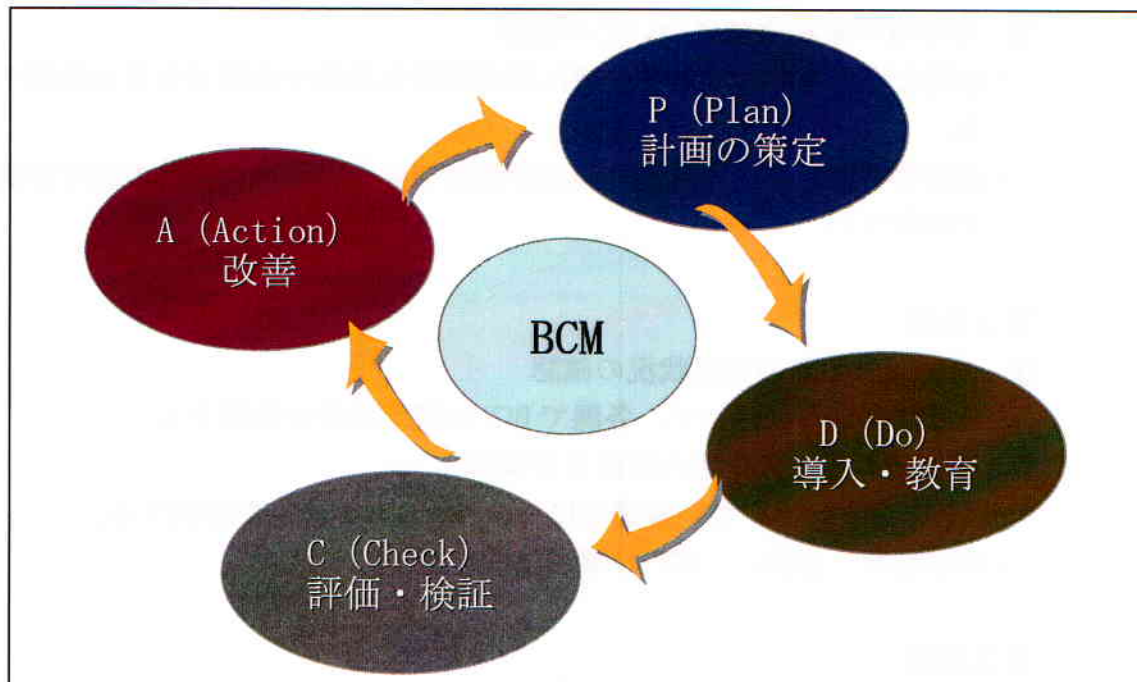 P (Plan)
計画の策定
A (Action)
改善
BCM
D (Do)
導入・教育
C (Check)
評価・検証